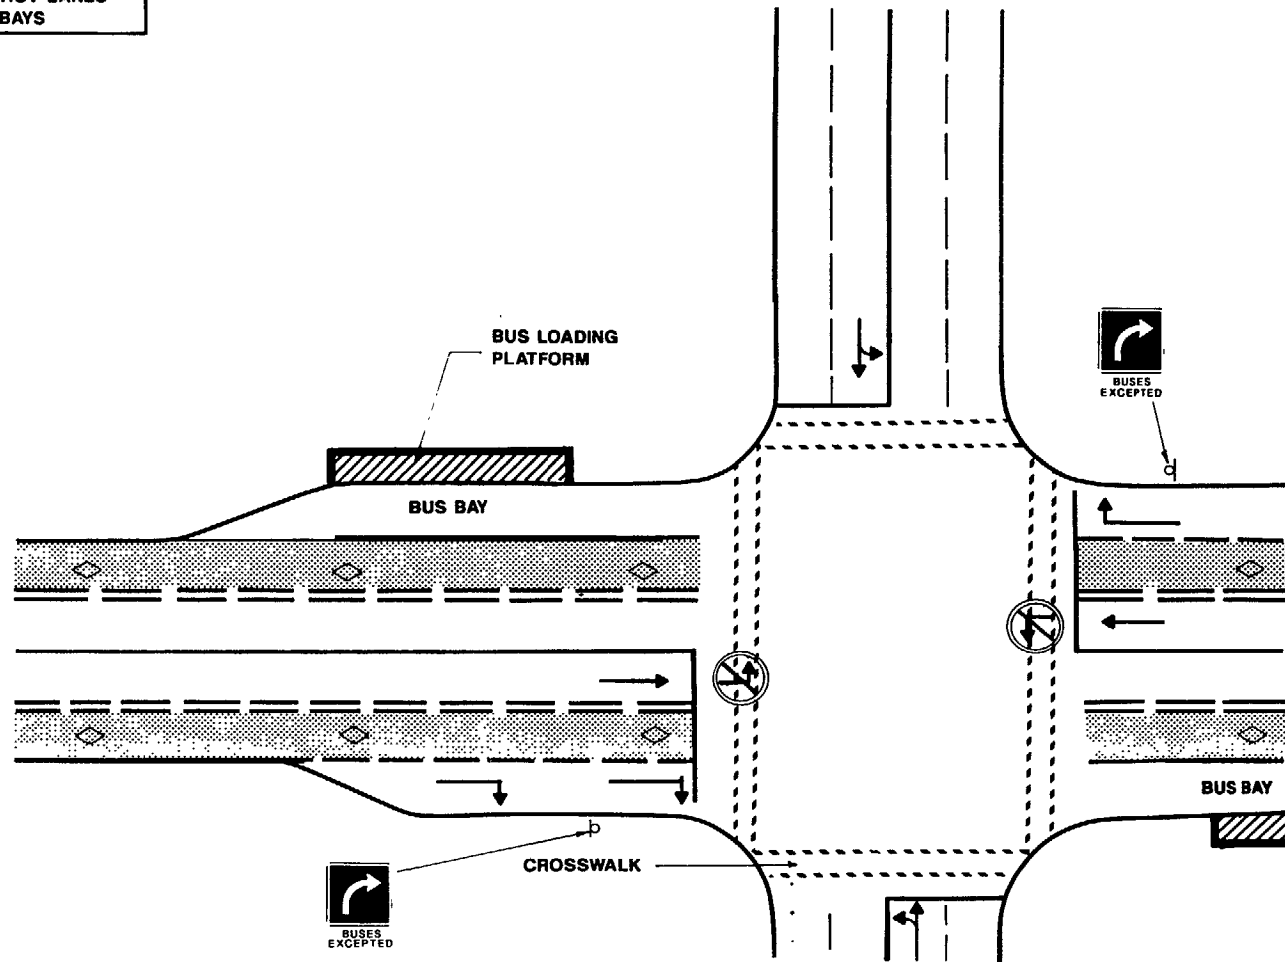 BAYS
BUS LOADING
PLATFORM
BUSES
EXCEPTED
BUS BAY
BUS BAY
CROSSWALK
BUSES
EXCEPTED